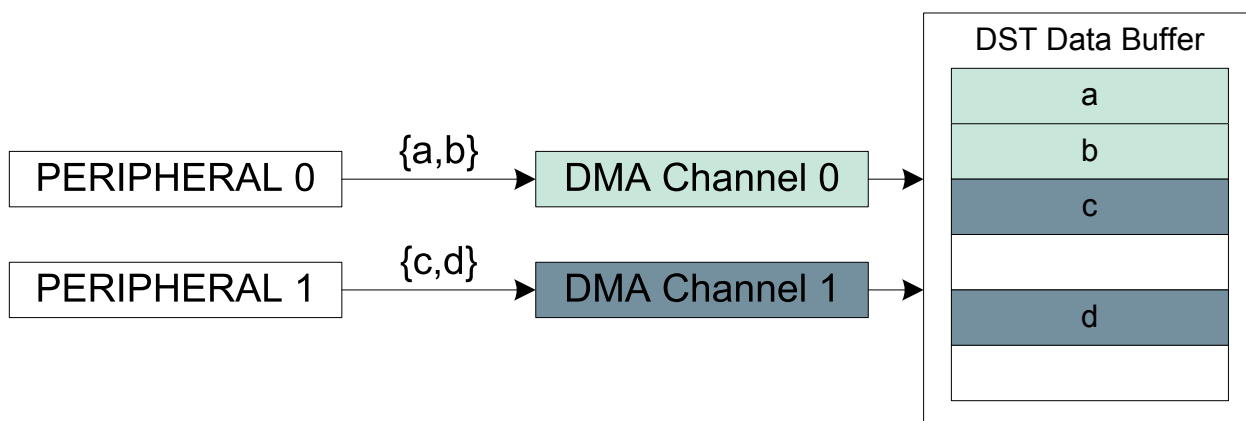 DST Data Buffer
a
{a,b}
b
PERIPHERAL 0
DMA Channel 0
c
{c,d}
PERIPHERAL 1
DMA Channel 1
d